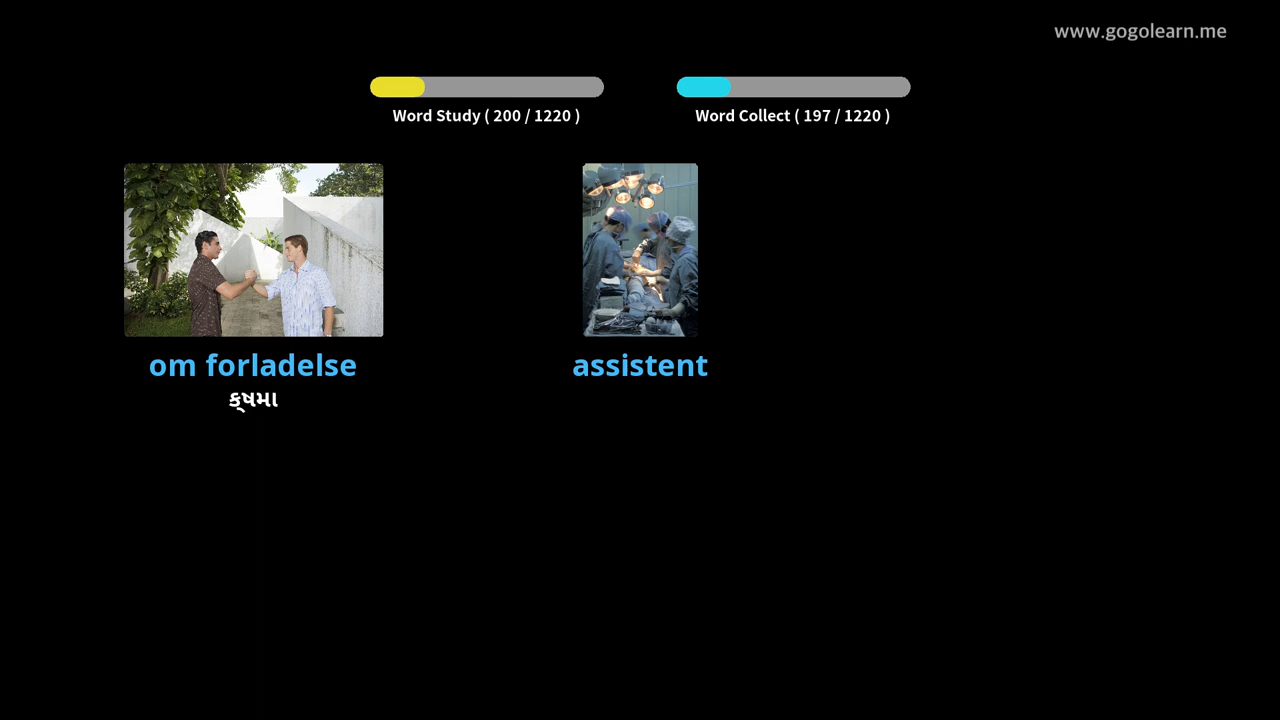 www.gogolearn.me
Word Study ( 200 / 1220 )
Word Collect ( 197 / 1220 )
om forladelse
ક્ષમા
assistent